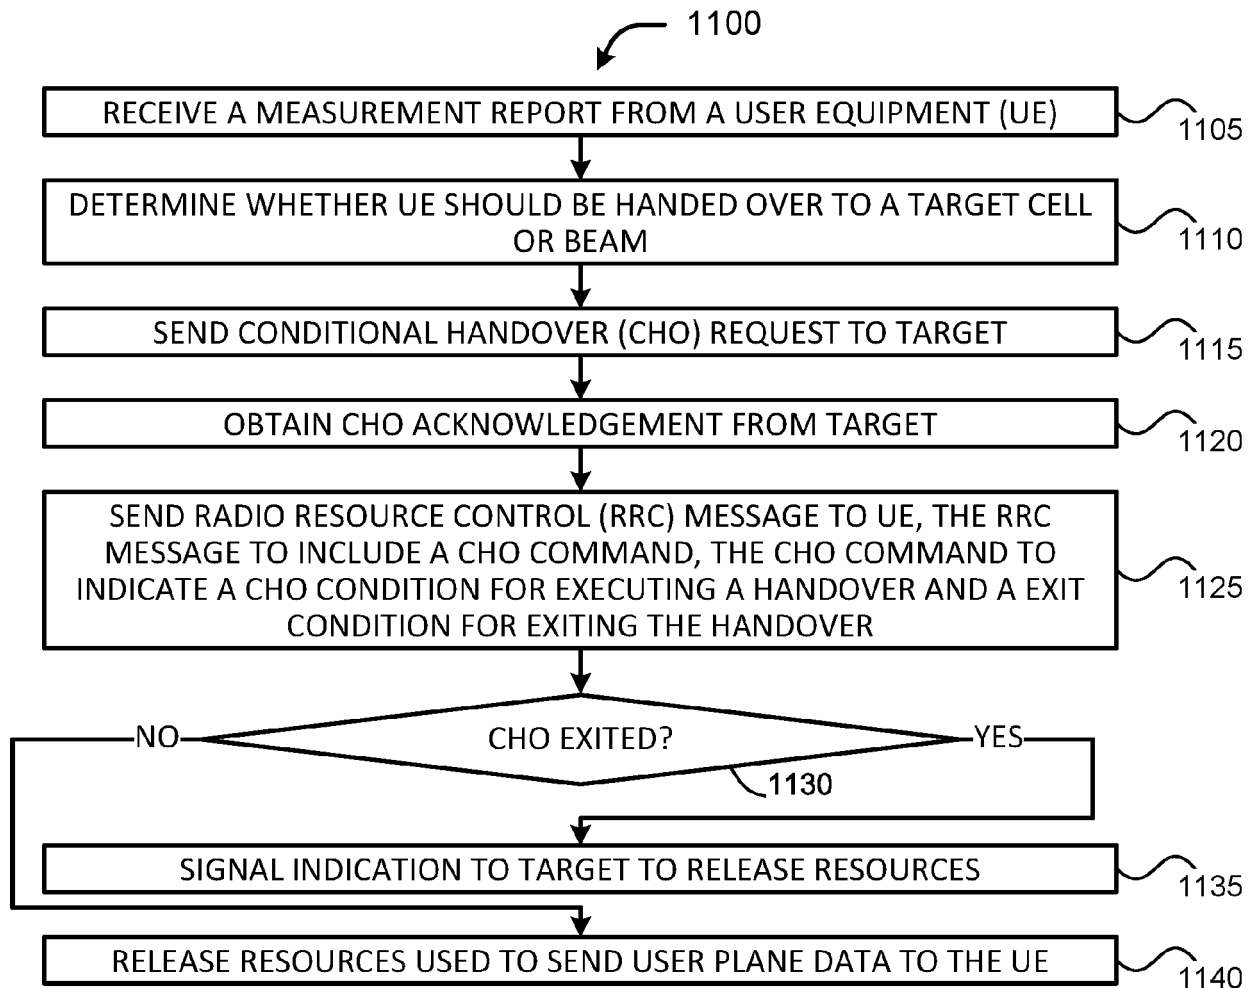 1100
RECEIVE A MEASUREMENT REPORT FROM A USER EQUIPMENT (UE)
1105
DETERMINE WHETHER UE SHOULD BE HANDED OVER TO A TARGET CELL
OR BEAM
1110
SEND CONDITIONAL HANDOVER (CHO) REQUEST TO TARGET
1115
OBTAIN CHO ACKNOWLEDGEMENT FROM TARGET
1120
SEND RADIO RESOURCE CONTROL (RRC) MESSAGE TO UE, THE RRC
MESSAGE TO INCLUDE A CHO COMMAND, THE CHO COMMAND TO
INDICATE A CHO CONDITION FOR EXECUTING A HANDOVER AND A EXIT
CONDITION FOR EXITING THE HANDOVER
1125
NO
CHO EXITED?
YES
1130
SIGNAL INDICATION TO TARGET TO RELEASE RESOURCES
1135
RELEASE RESOURCES USED TO SEND USER PLANE DATA TO THE UE
1140